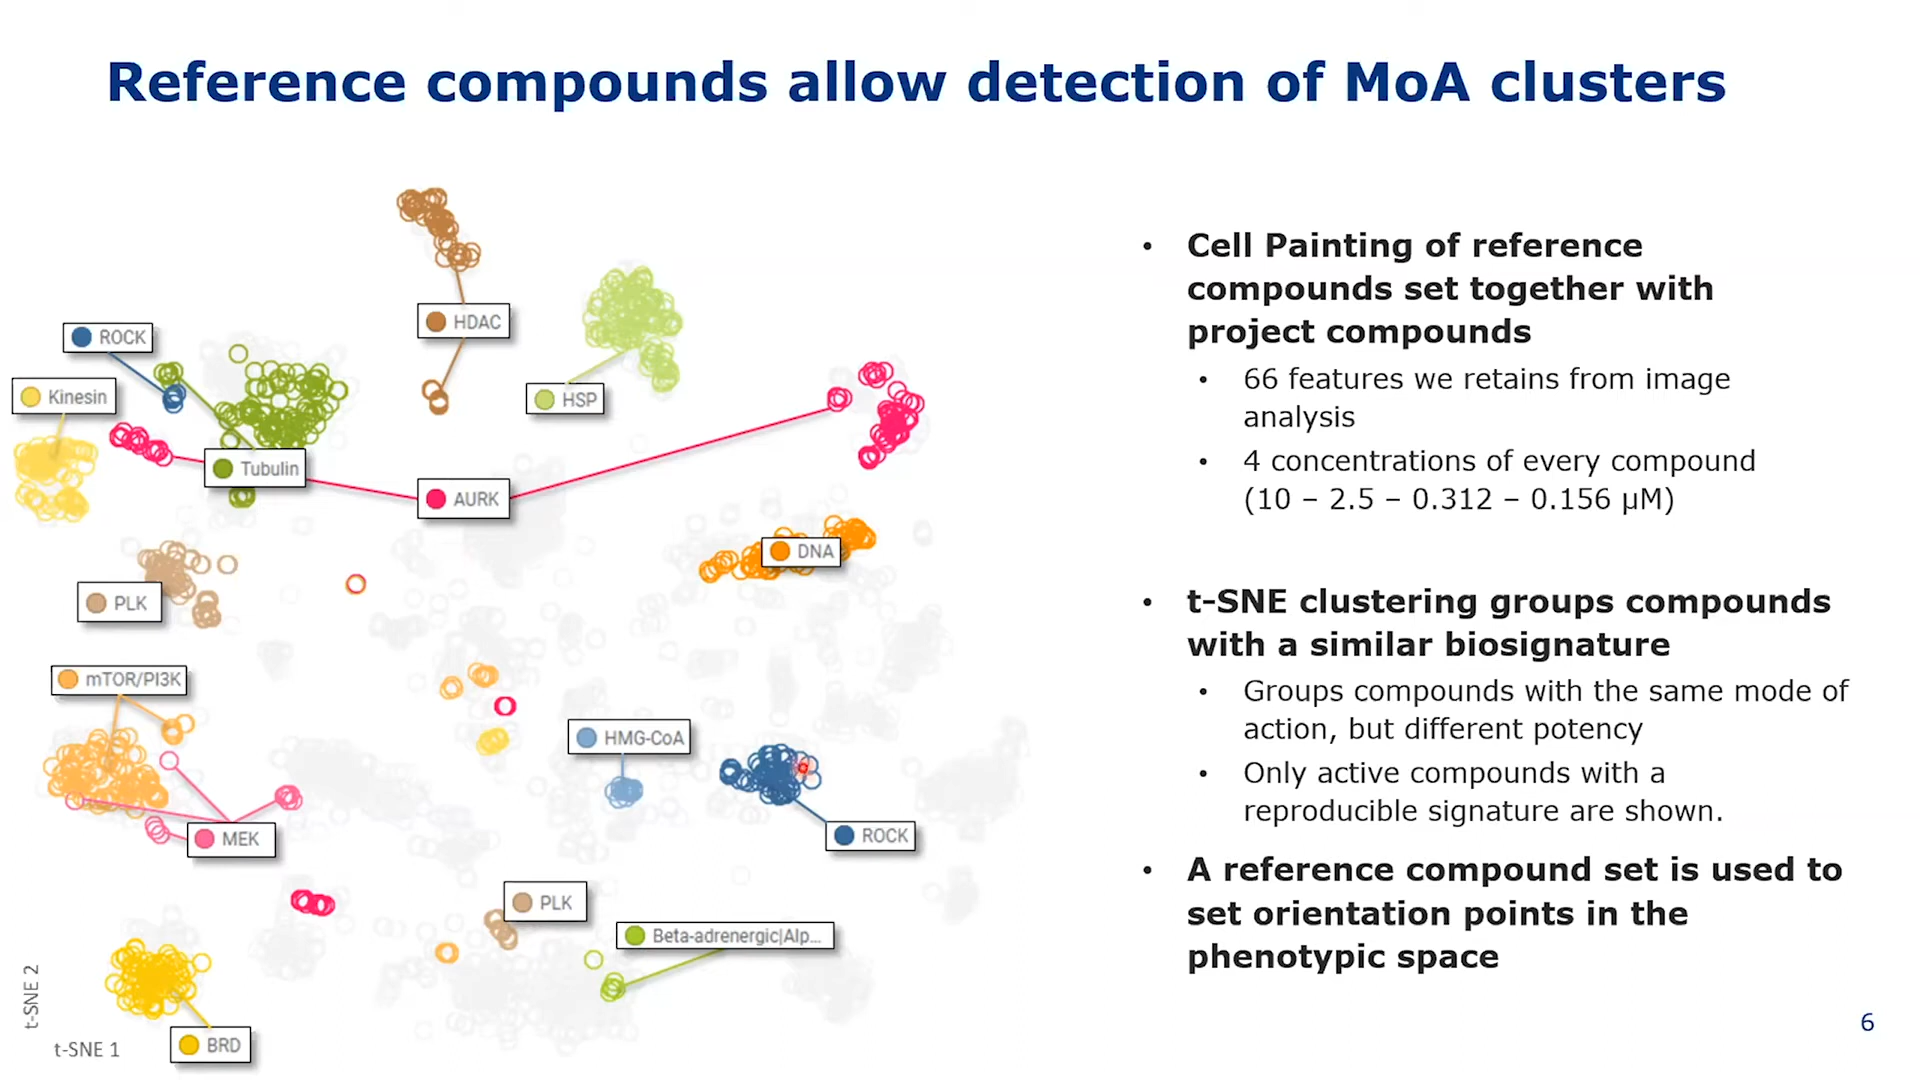 Reference compounds allow detection of MoA clusters
ROCK
Kinesin
Tubulin
HDAC
HSP
AURK
DNA
PLK
mTOR/PI3K
MEK
HMG-CoA
ROCK
PLK
Beta-adrenergic|Alp...
BRD
t-SNE 2
t-SNE 1
• Cell Painting of reference
compounds set together with
project compounds
• 66 features we retains from image
analysis
• 4 concentrations of every compound
(10 – 2.5 – 0.312 – 0.156 µM)
• t-SNE clustering groups compounds
with a similar biosignature
• Groups compounds with the same mode of
action, but different potency
• Only active compounds with a
reproducible signature are shown.
• A reference compound set is used to
set orientation points in the
phenotypic space
6